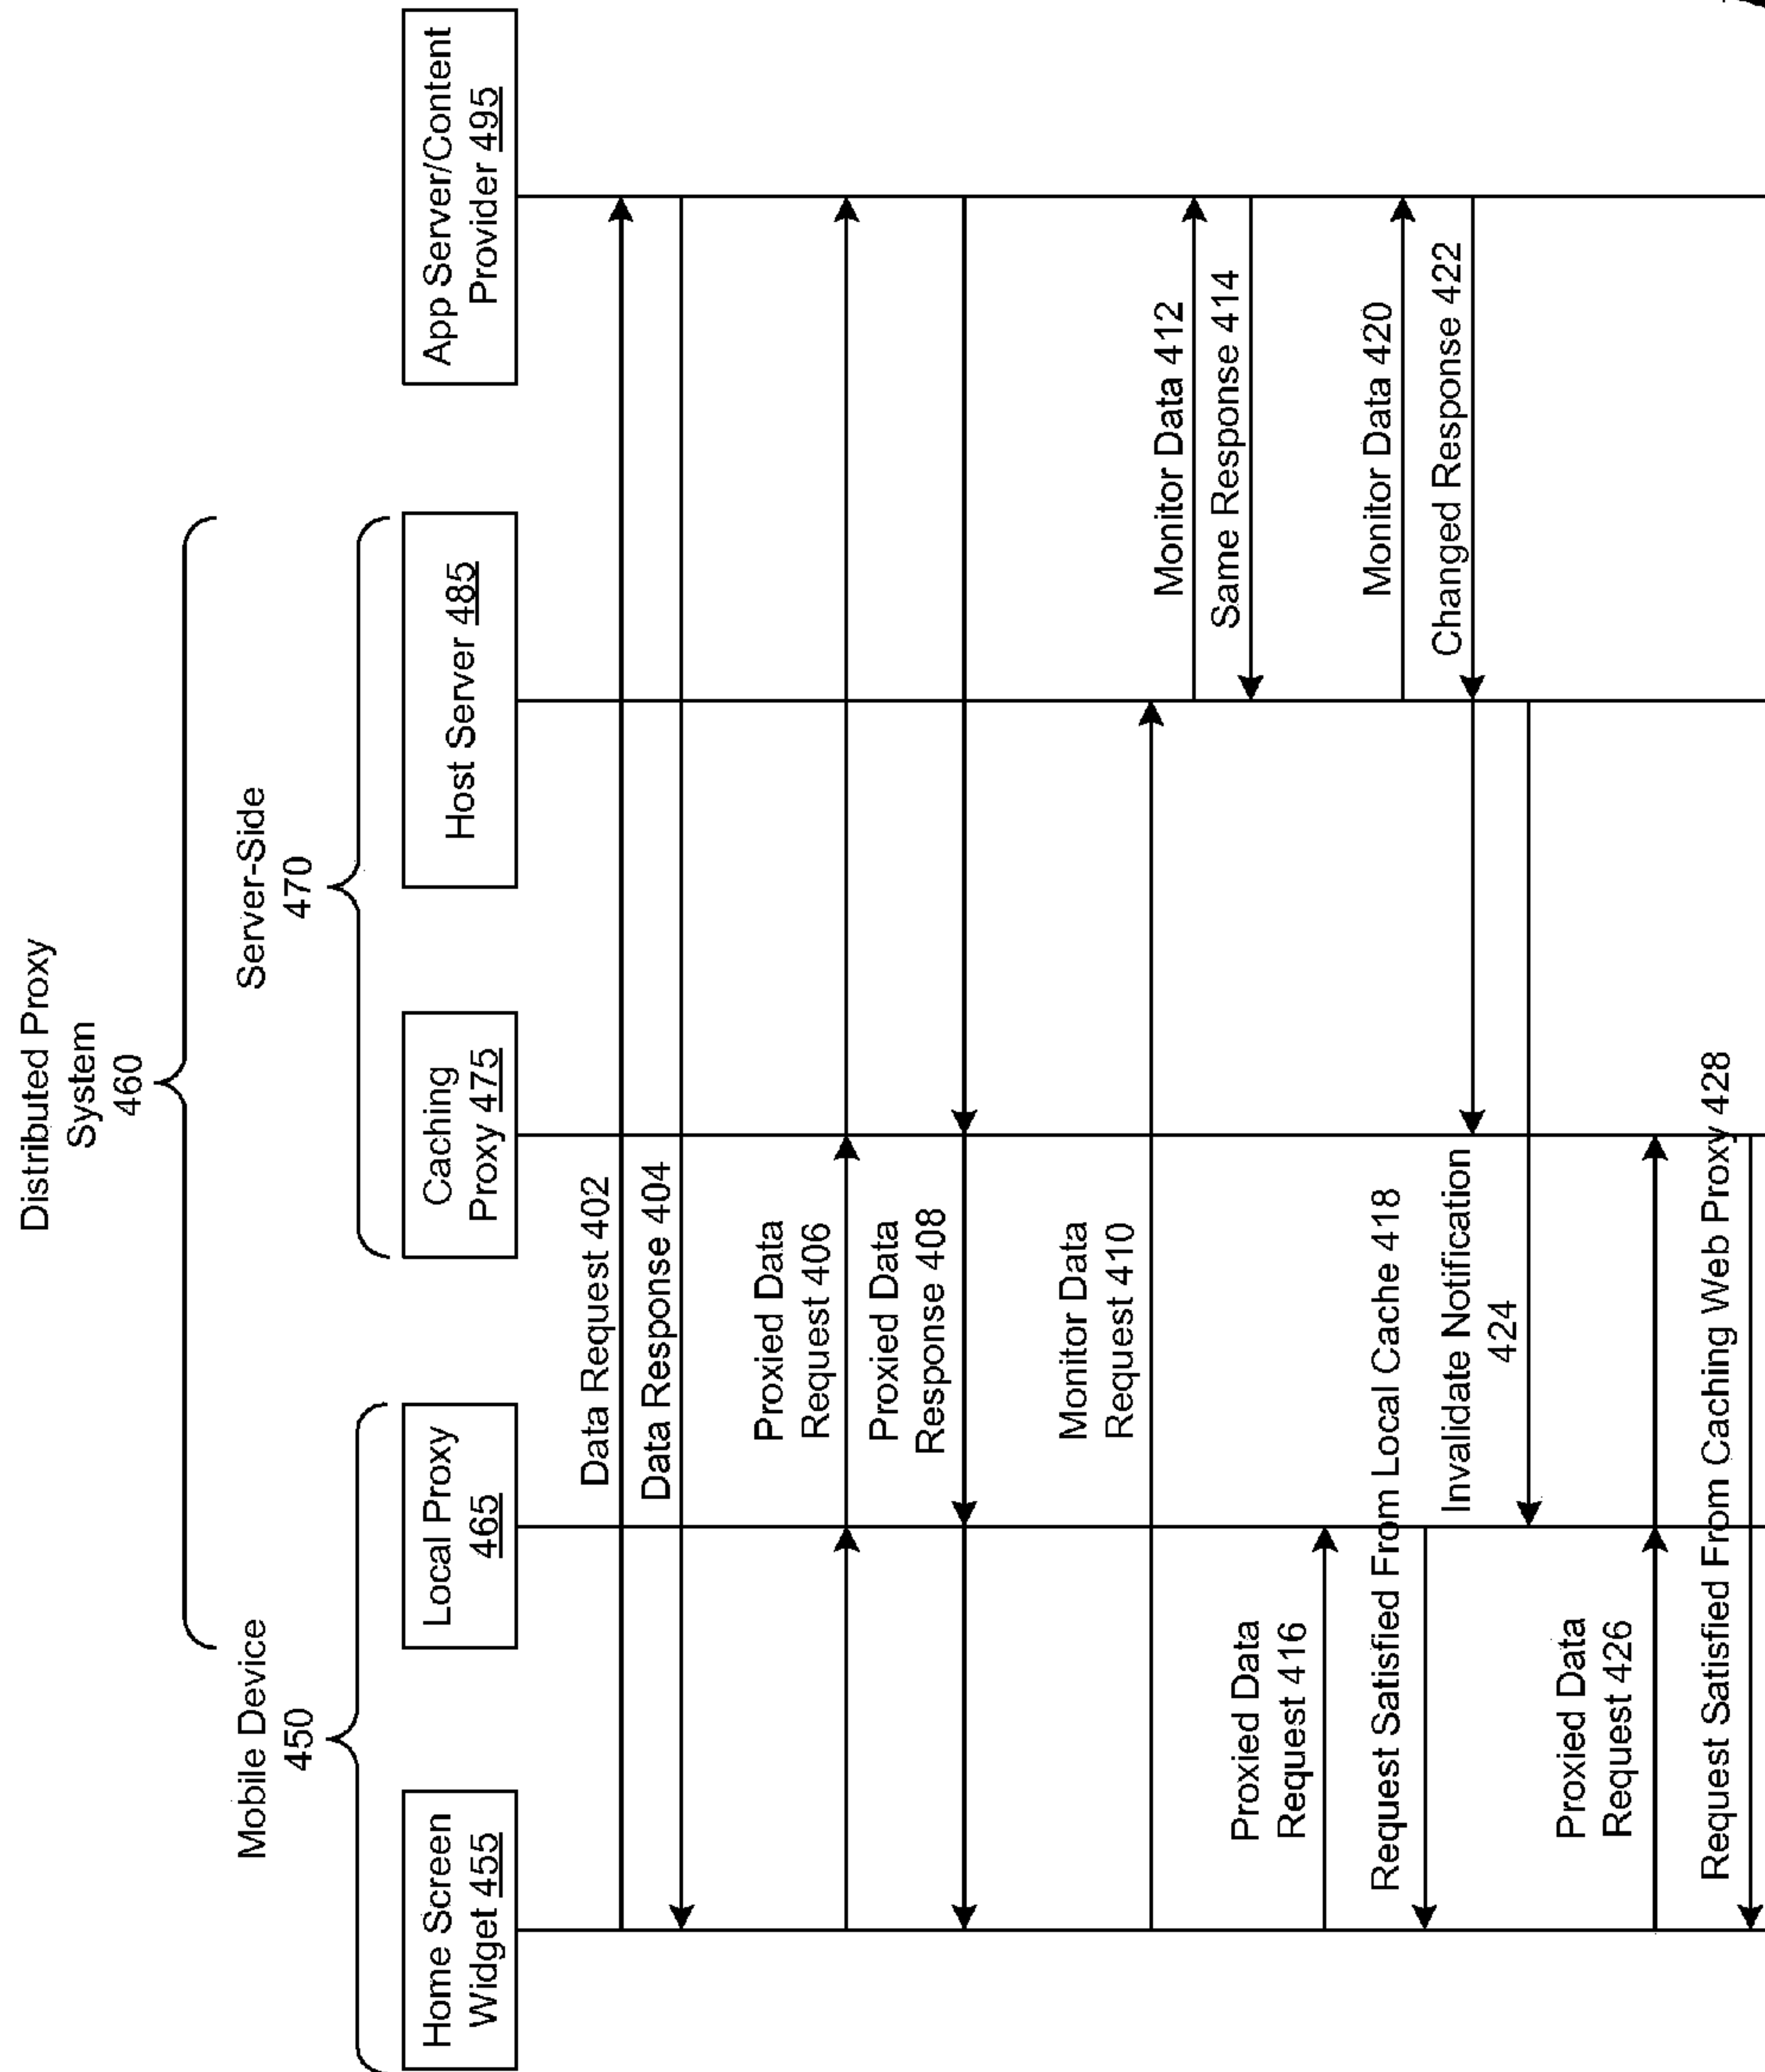 Distributed Proxy
System
460
Mobile Device
450
Server-Side
470
Home Screen
Widget 455
Local Proxy
465
Caching
Proxy 475
Host Server 485
App Server/Content
Provider 495
Data Request 402
Data Response 404
Proxied Data
Request 406
Proxied Data
Response 408
Monitor Data
Request 410
Monitor Data 412
Same Response 414
Proxied Data
Request 416
Request Satisfied From Local Cache 418
Monitor Data 420
Changed Response 422
Invalidate Notification
424
Proxied Data
Request 426
Request Satisfied From Caching Web Proxy 428